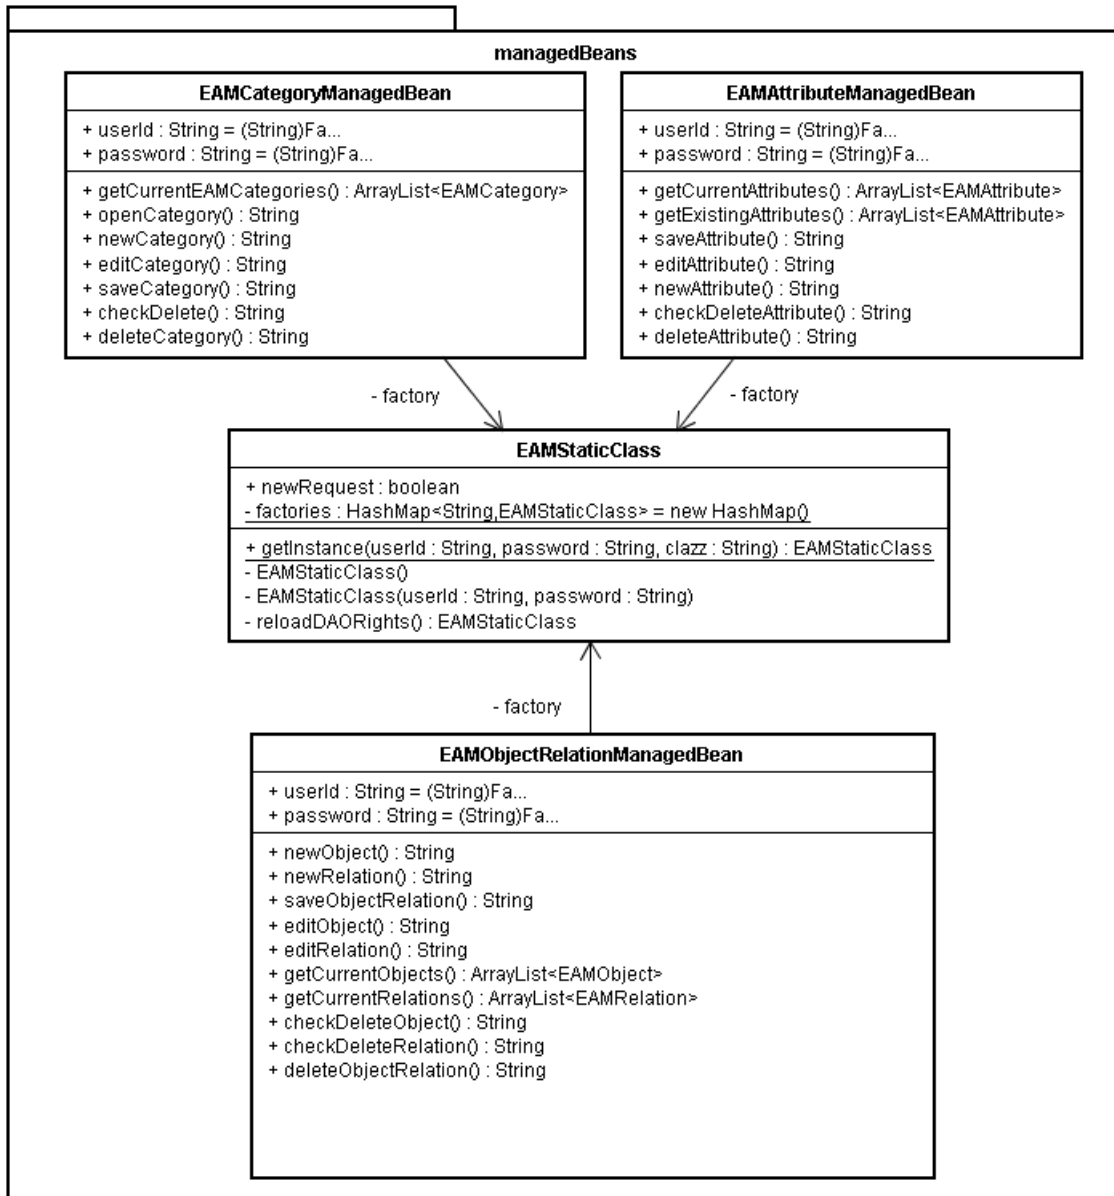 managedBeans
EAMCategoryManagedBean
+ userId : String = (String)Fa...
+ password : String = (String)Fa...
+ getCurrentEAMCategories() : ArrayList<EAMCategory>
+ openCategory() : String
+ newCategory() : String
+ editCategory() : String
+ saveCategory() : String
+ checkDelete() : String
+ deleteCategory() : String
EAMAttributeManagedBean
+ userId : String = (String)Fa...
+ password : String = (String)Fa...
+ getCurrentAttributes() : ArrayList<EAMAttribute>
+ getExistingAttributes() : ArrayList<EAMAttribute>
+ saveAttribute() : String
+ editAttribute() : String
+ newAttribute() : String
+ checkDeleteAttribute() : String
+ deleteAttribute() : String
- factory
- factory
EAMStaticClass
+ newRequest : boolean
- factories : HashMap<String,EAMStaticClass> = new HashMap()
+ getInstance(userId : String, password : String, clazz : String) : EAMStaticClass
- EAMStaticClass()
- EAMStaticClass(userId : String, password : String)
- reloadDAORights() : EAMStaticClass
- factory
EAMObjectRelationManagedBean
+ userId : String = (String)Fa...
+ password : String = (String)Fa...
+ newObject() : String
+ newRelation() : String
+ saveObjectRelation() : String
+ editObject() : String
+ editRelation() : String
+ getCurrentObjects() : ArrayList<EAMObject>
+ getCurrentRelations() : ArrayList<EAMRelation>
+ checkDeleteObject() : String
+ checkDeleteRelation() : String
+ deleteObjectRelation() : String